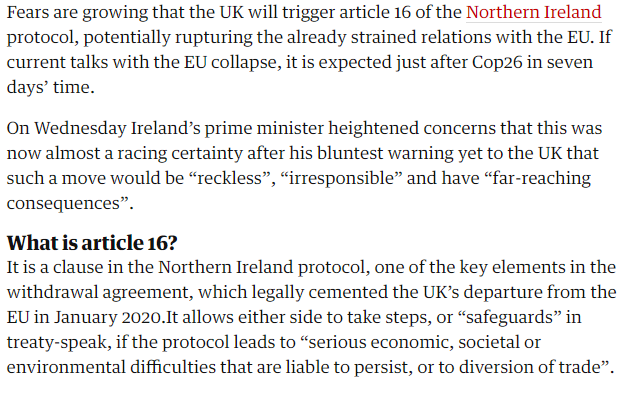 Fears are growing that the UK will trigger article 16 of the Northern Ireland
protocol, potentially rupturing the already strained relations with the EU. If
current talks with the EU collapse, it is expected just after Cop26 in seven
days’ time.
On Wednesday Ireland’s prime minister heightened concerns that this was
now almost a racing certainty after his bluntest warning yet to the UK that
such a move would be “reckless”, “irresponsible” and have “far-reaching
consequences”.
What is article 16?
It is a clause in the Northern Ireland protocol, one of the key elements in the
withdrawal agreement, which legally cemented the UK’s departure from the
EU in January 2020.It allows either side to take steps, or “safeguards” in
treaty-speak, if the protocol leads to “serious economic, societal or
environmental difficulties that are liable to persist, or to diversion of trade”.